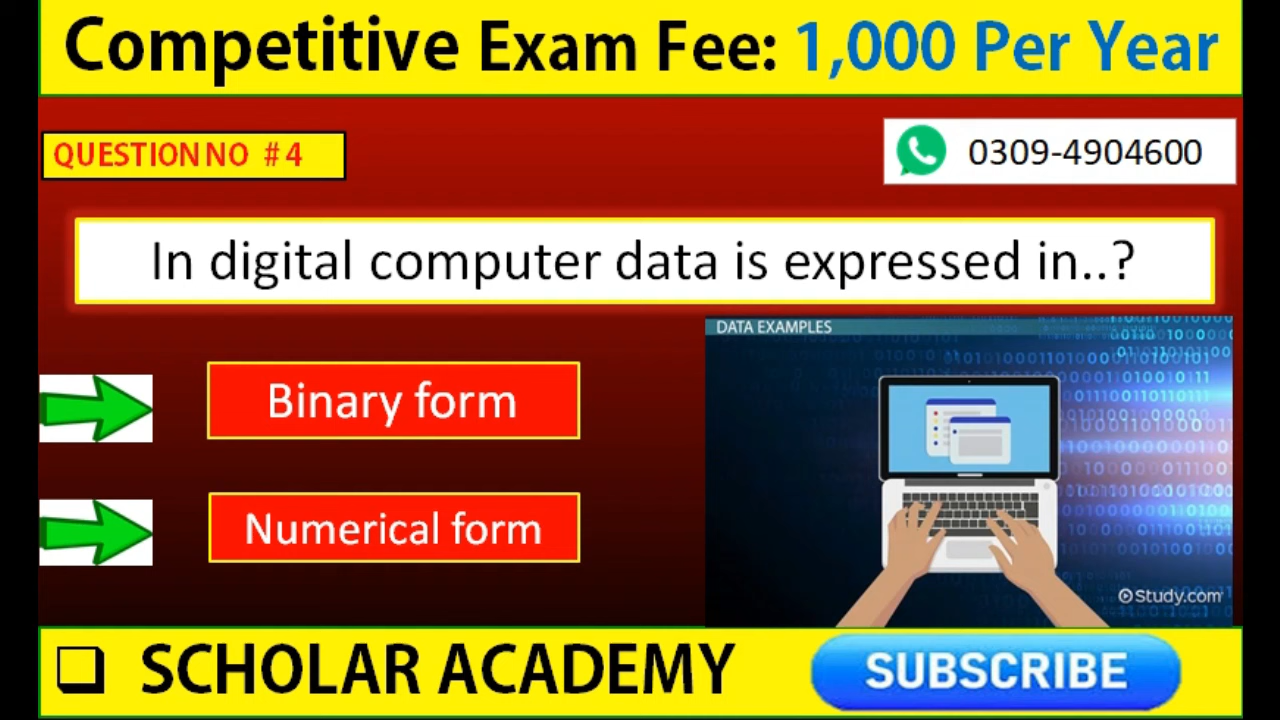 Competitive Exam Fee: 1,000 Per Year
QUESTION NO # 4
0309-4904600
In digital computer data is expressed in..?
DATA EXAMPLES
Binary form
Numerical form
Study.com
SCHOLAR ACADEMY
SUBSCRIBE